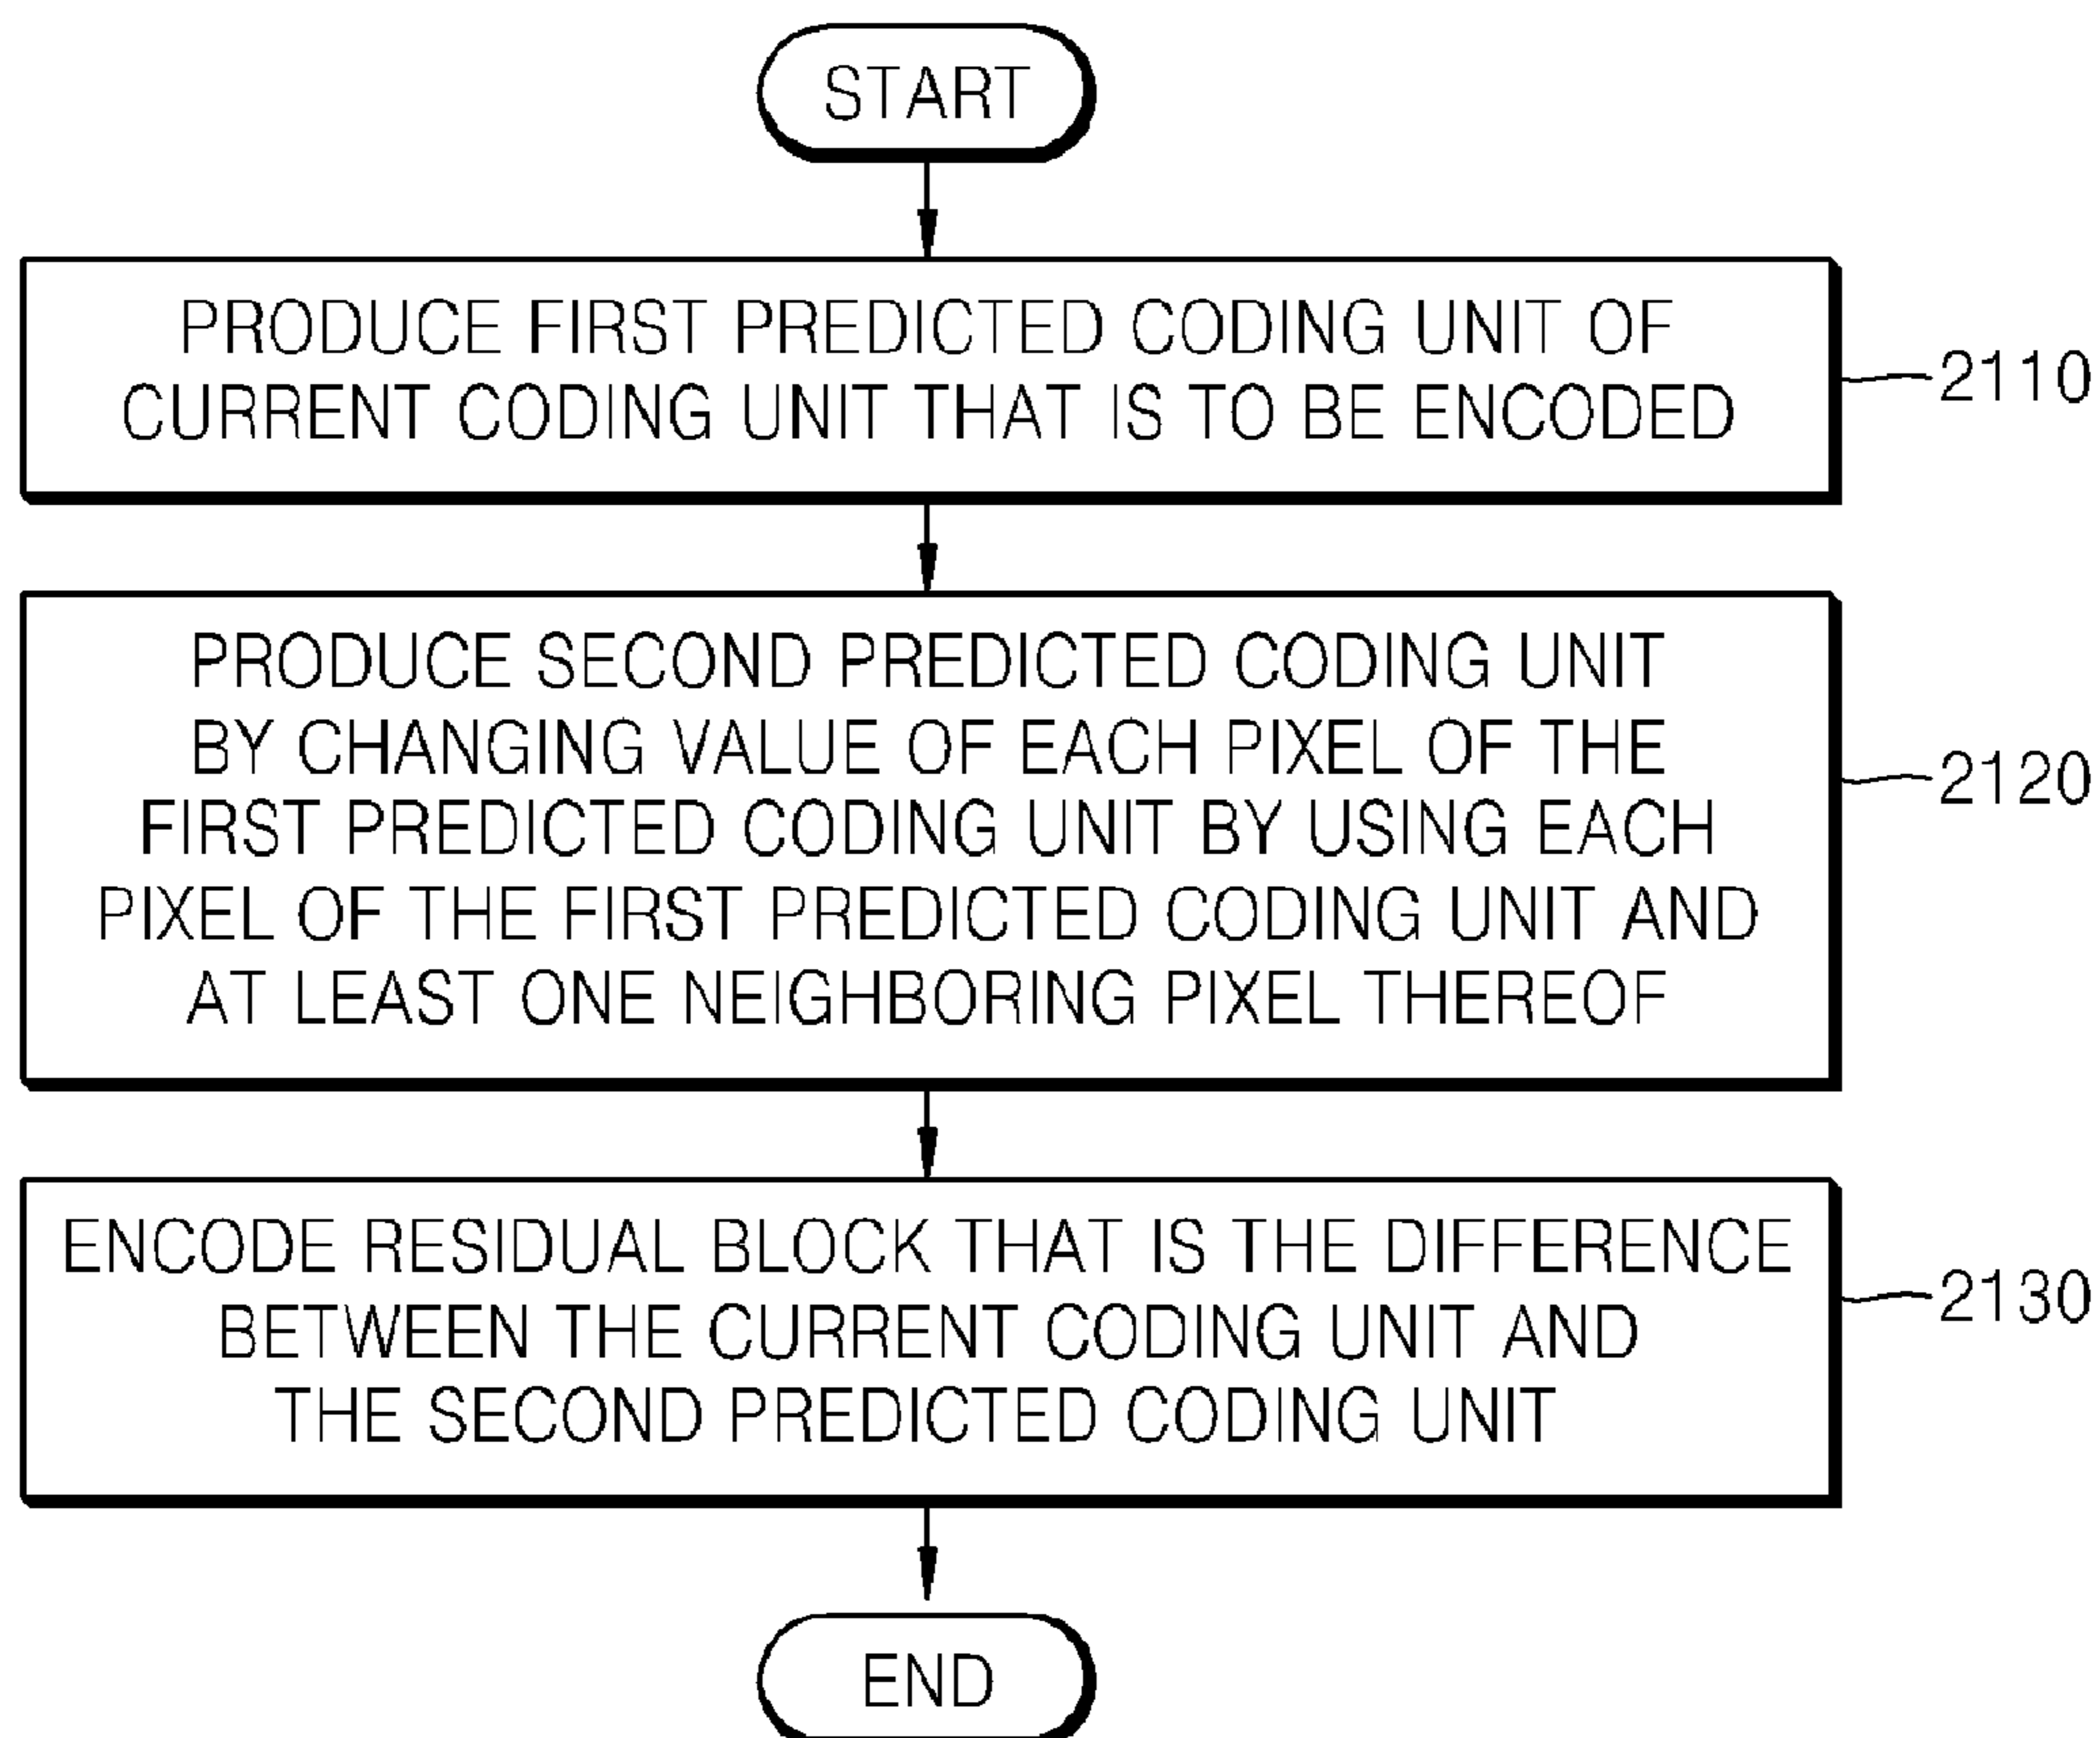 START
PRODUCE FIRST PREDICTED CODING UNIT OF
CURRENT CODING UNIT THAT IS TO BE ENCODED
2110
PRODUCE SECOND PREDICTED CODING UNIT
BY CHANGING VALUE OF EACH PIXEL OF THE
FIRST PREDICTED CODING UNIT BY USING EACH
PIXEL OF THE FIRST PREDICTED CODING UNIT AND
AT LEAST ONE NEIGHBORING PIXEL THEREOF
2120
ENCODE RESIDUAL BLOCK THAT IS THE DIFFERENCE
BETWEEN THE CURRENT CODING UNIT AND
THE SECOND PREDICTED CODING UNIT
2130
END